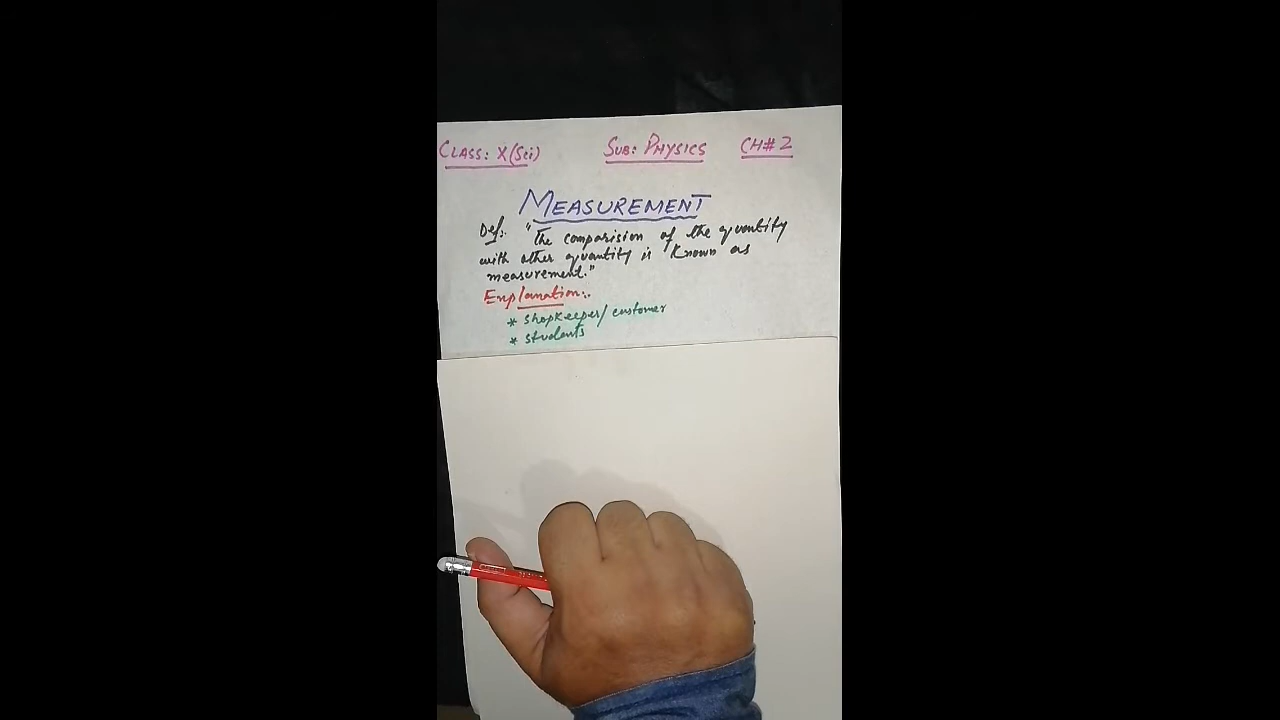 CLASS: X(Sci) SUB: PHYSICS CH# 2
MEASUREMENT
Def:. "The comparision of the quantity
with other quantity is known as
measurement."
Explanation:.
* shopkeeper/ customer
* students